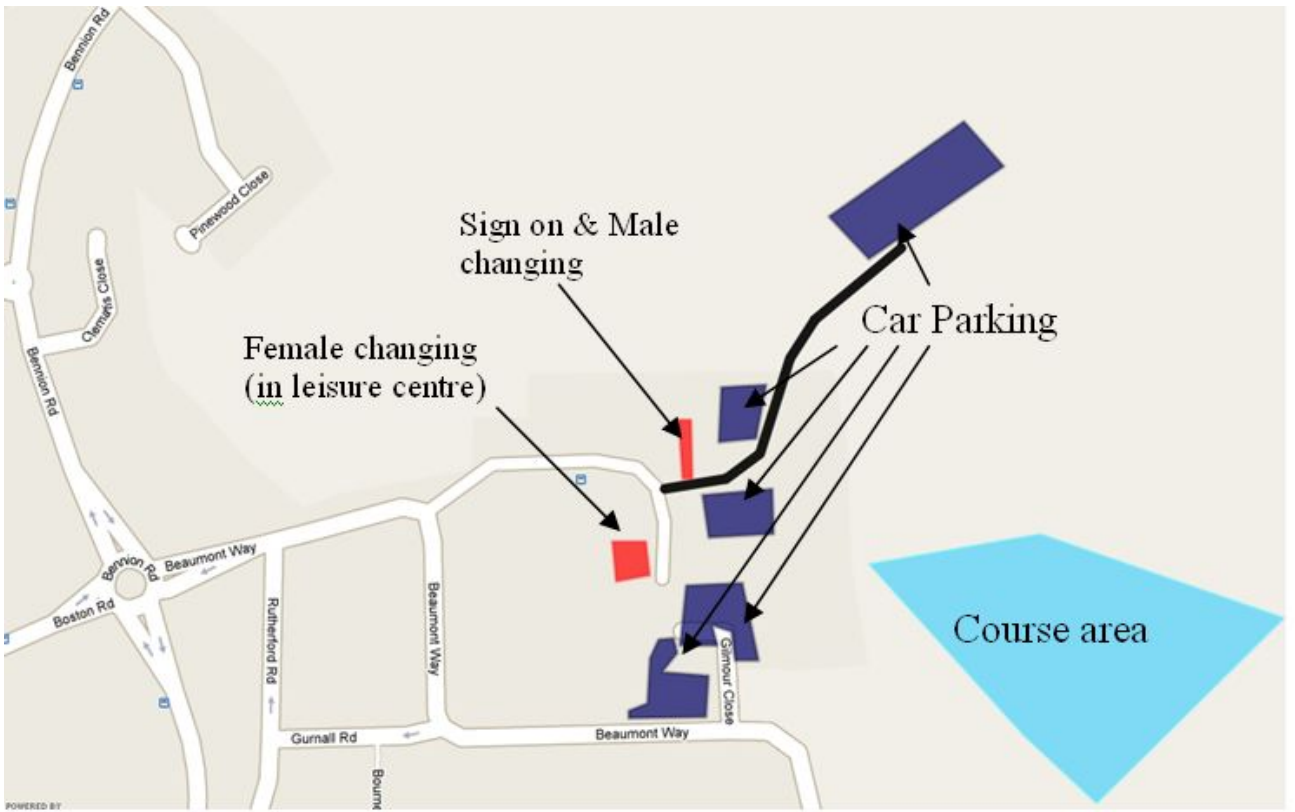 Bennion Rd
Pinewood Close
Clematis Close
Sign on & Male
changing
Car Parking
Female changing
(in leisure centre)
Bennion Rd
Beaumont Way
Bennion Rd
Boston Rd
Rutherford Rd
Beaumont Way
Course area
Gilmour Close
Gurnall Rd
Beaumont Way
Bourne
POWERED BY